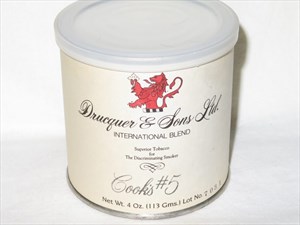 Drucquer & Sons Ltd.
INTERNATIONAL BLEND
Superior Tobacco
for
The Discriminating Smoker
Cook's #5
Net Wt. 4 Oz. (113 Gms.) Lot No